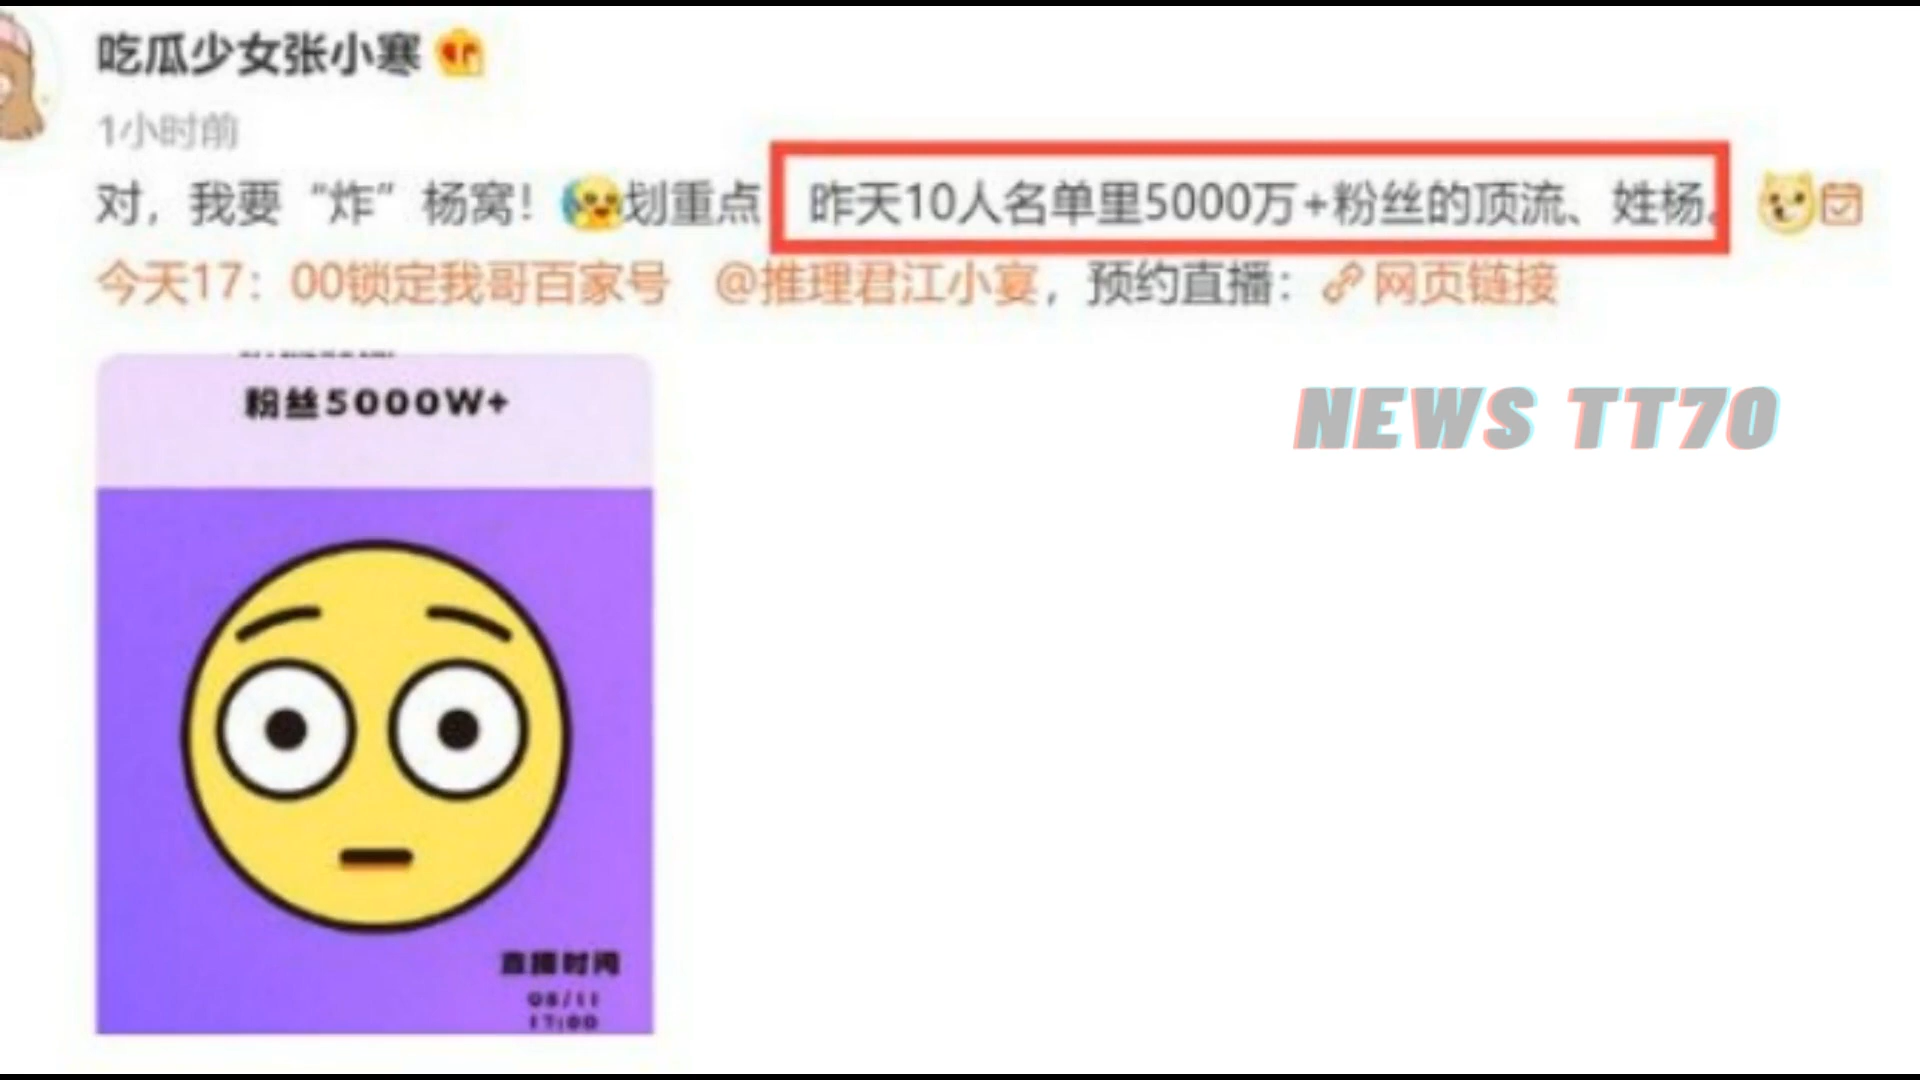 吃瓜少女张小寒
1小时前
对，我要“炸”杨窝！划重点 昨天10人名单里5000万+粉丝的顶流、姓杨。
今天17：00锁定我哥百家号 @推理君江小宴，预约直播：网页链接
粉丝5000W+
NEWS TT70
直播时间
08/11
17:00